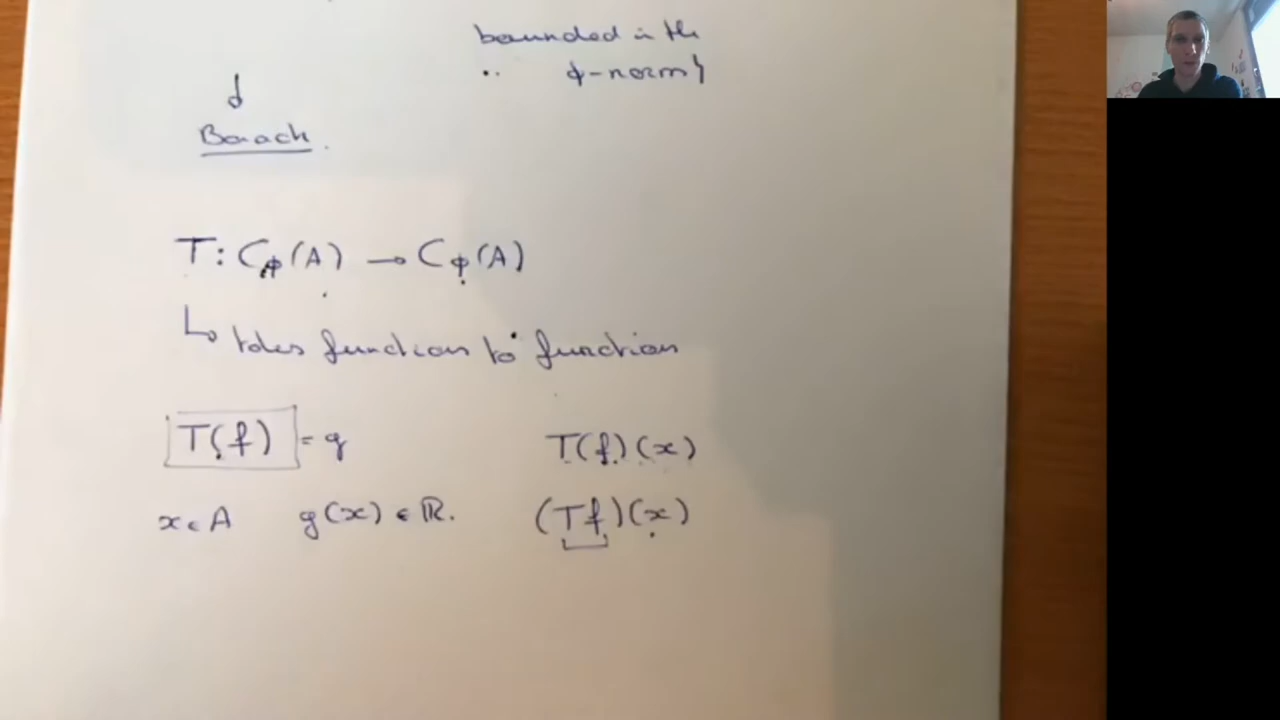 bounded in the
ϕ-norm}
↓
Banach.
T: C_ϕ(A) → C_ϕ(A)
↳ takes function to function
T(f) = g
T(f)(x)
x ∈ A g(x) ∈ ℝ. (Tf)(x)